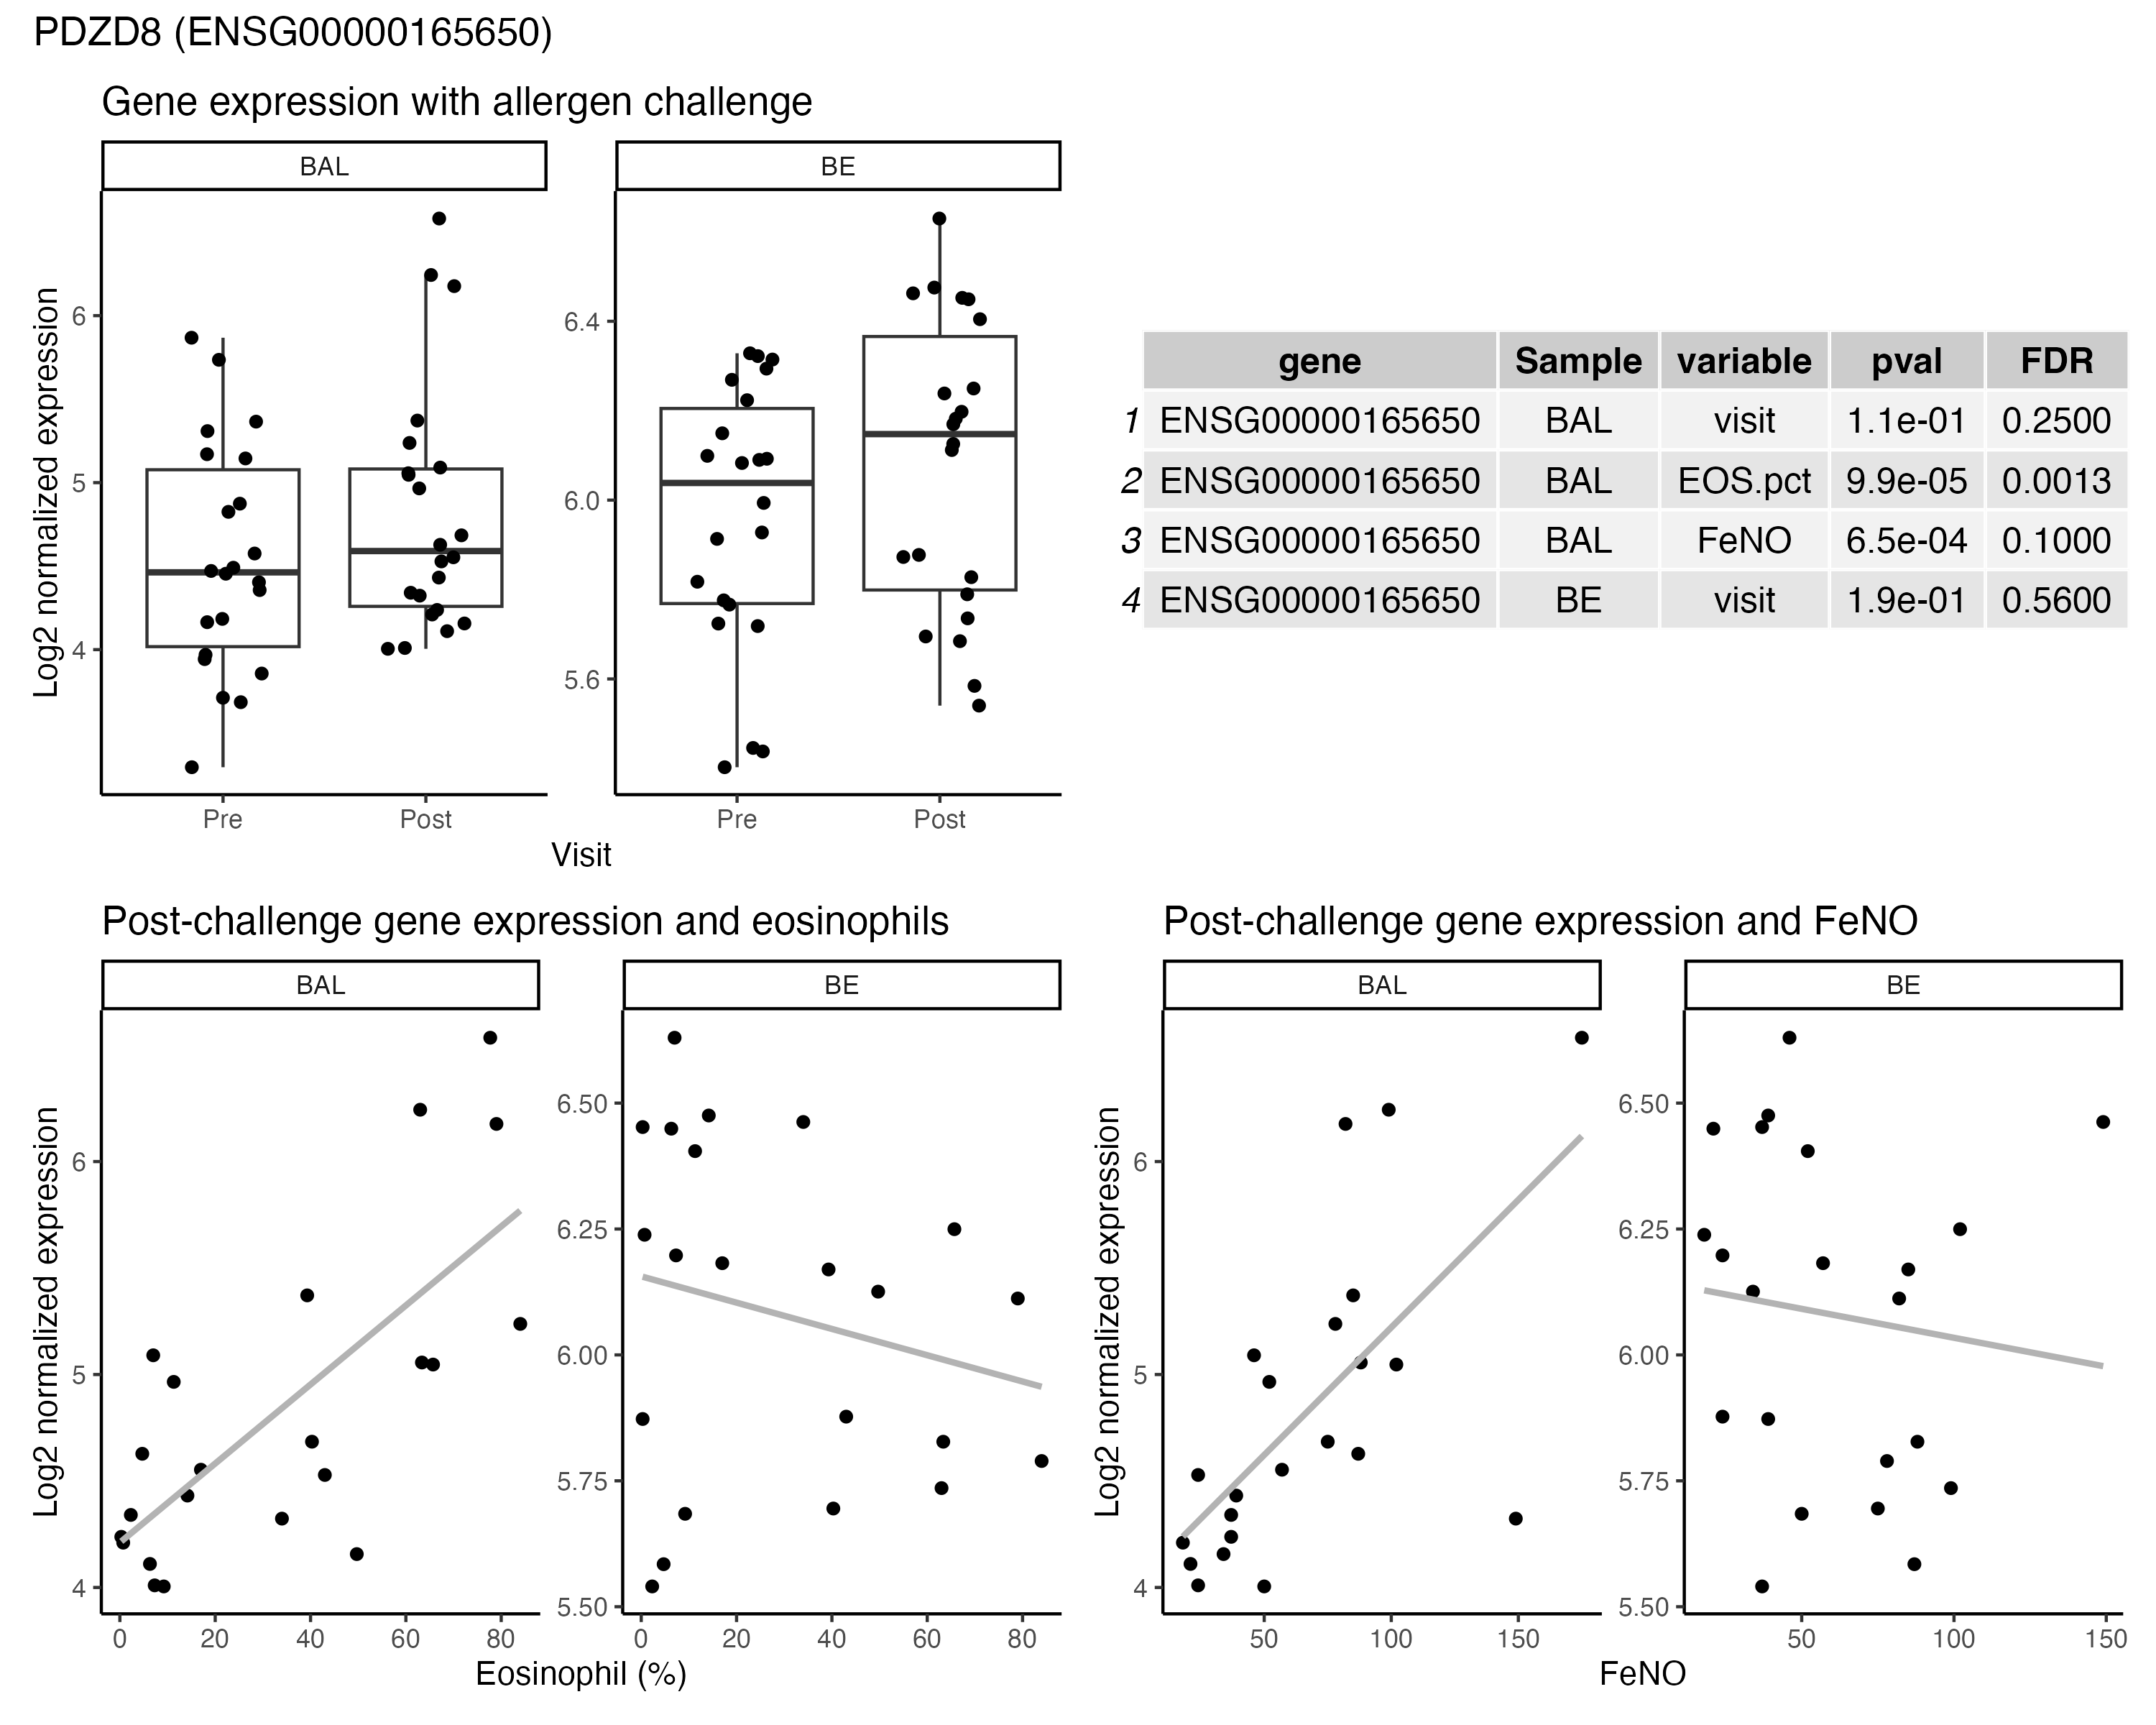 PDZD8 (ENSG00000165650)
Gene expression with allergen challenge
BAL
BE
Log2 normalized expression
6
5
4
6.4
6.0
5.6
Pre
Post
Pre
Post
Visit
gene Sample variable pval FDR
1 ENSG00000165650 BAL visit 1.1e-01 0.2500
2 ENSG00000165650 BAL EOS.pct 9.9e-05 0.0013
3 ENSG00000165650 BAL FeNO 6.5e-04 0.1000
4 ENSG00000165650 BE visit 1.9e-01 0.5600
Post-challenge gene expression and eosinophils
BAL
BE
Log2 normalized expression
6
5
4
6.50
6.25
6.00
5.75
5.50
0 20 40 60 80
0 20 40 60 80
Eosinophil (%)
Post-challenge gene expression and FeNO
BAL
BE
Log2 normalized expression
6
5
4
6.50
6.25
6.00
5.75
5.50
50 100 150
50 100 150
FeNO